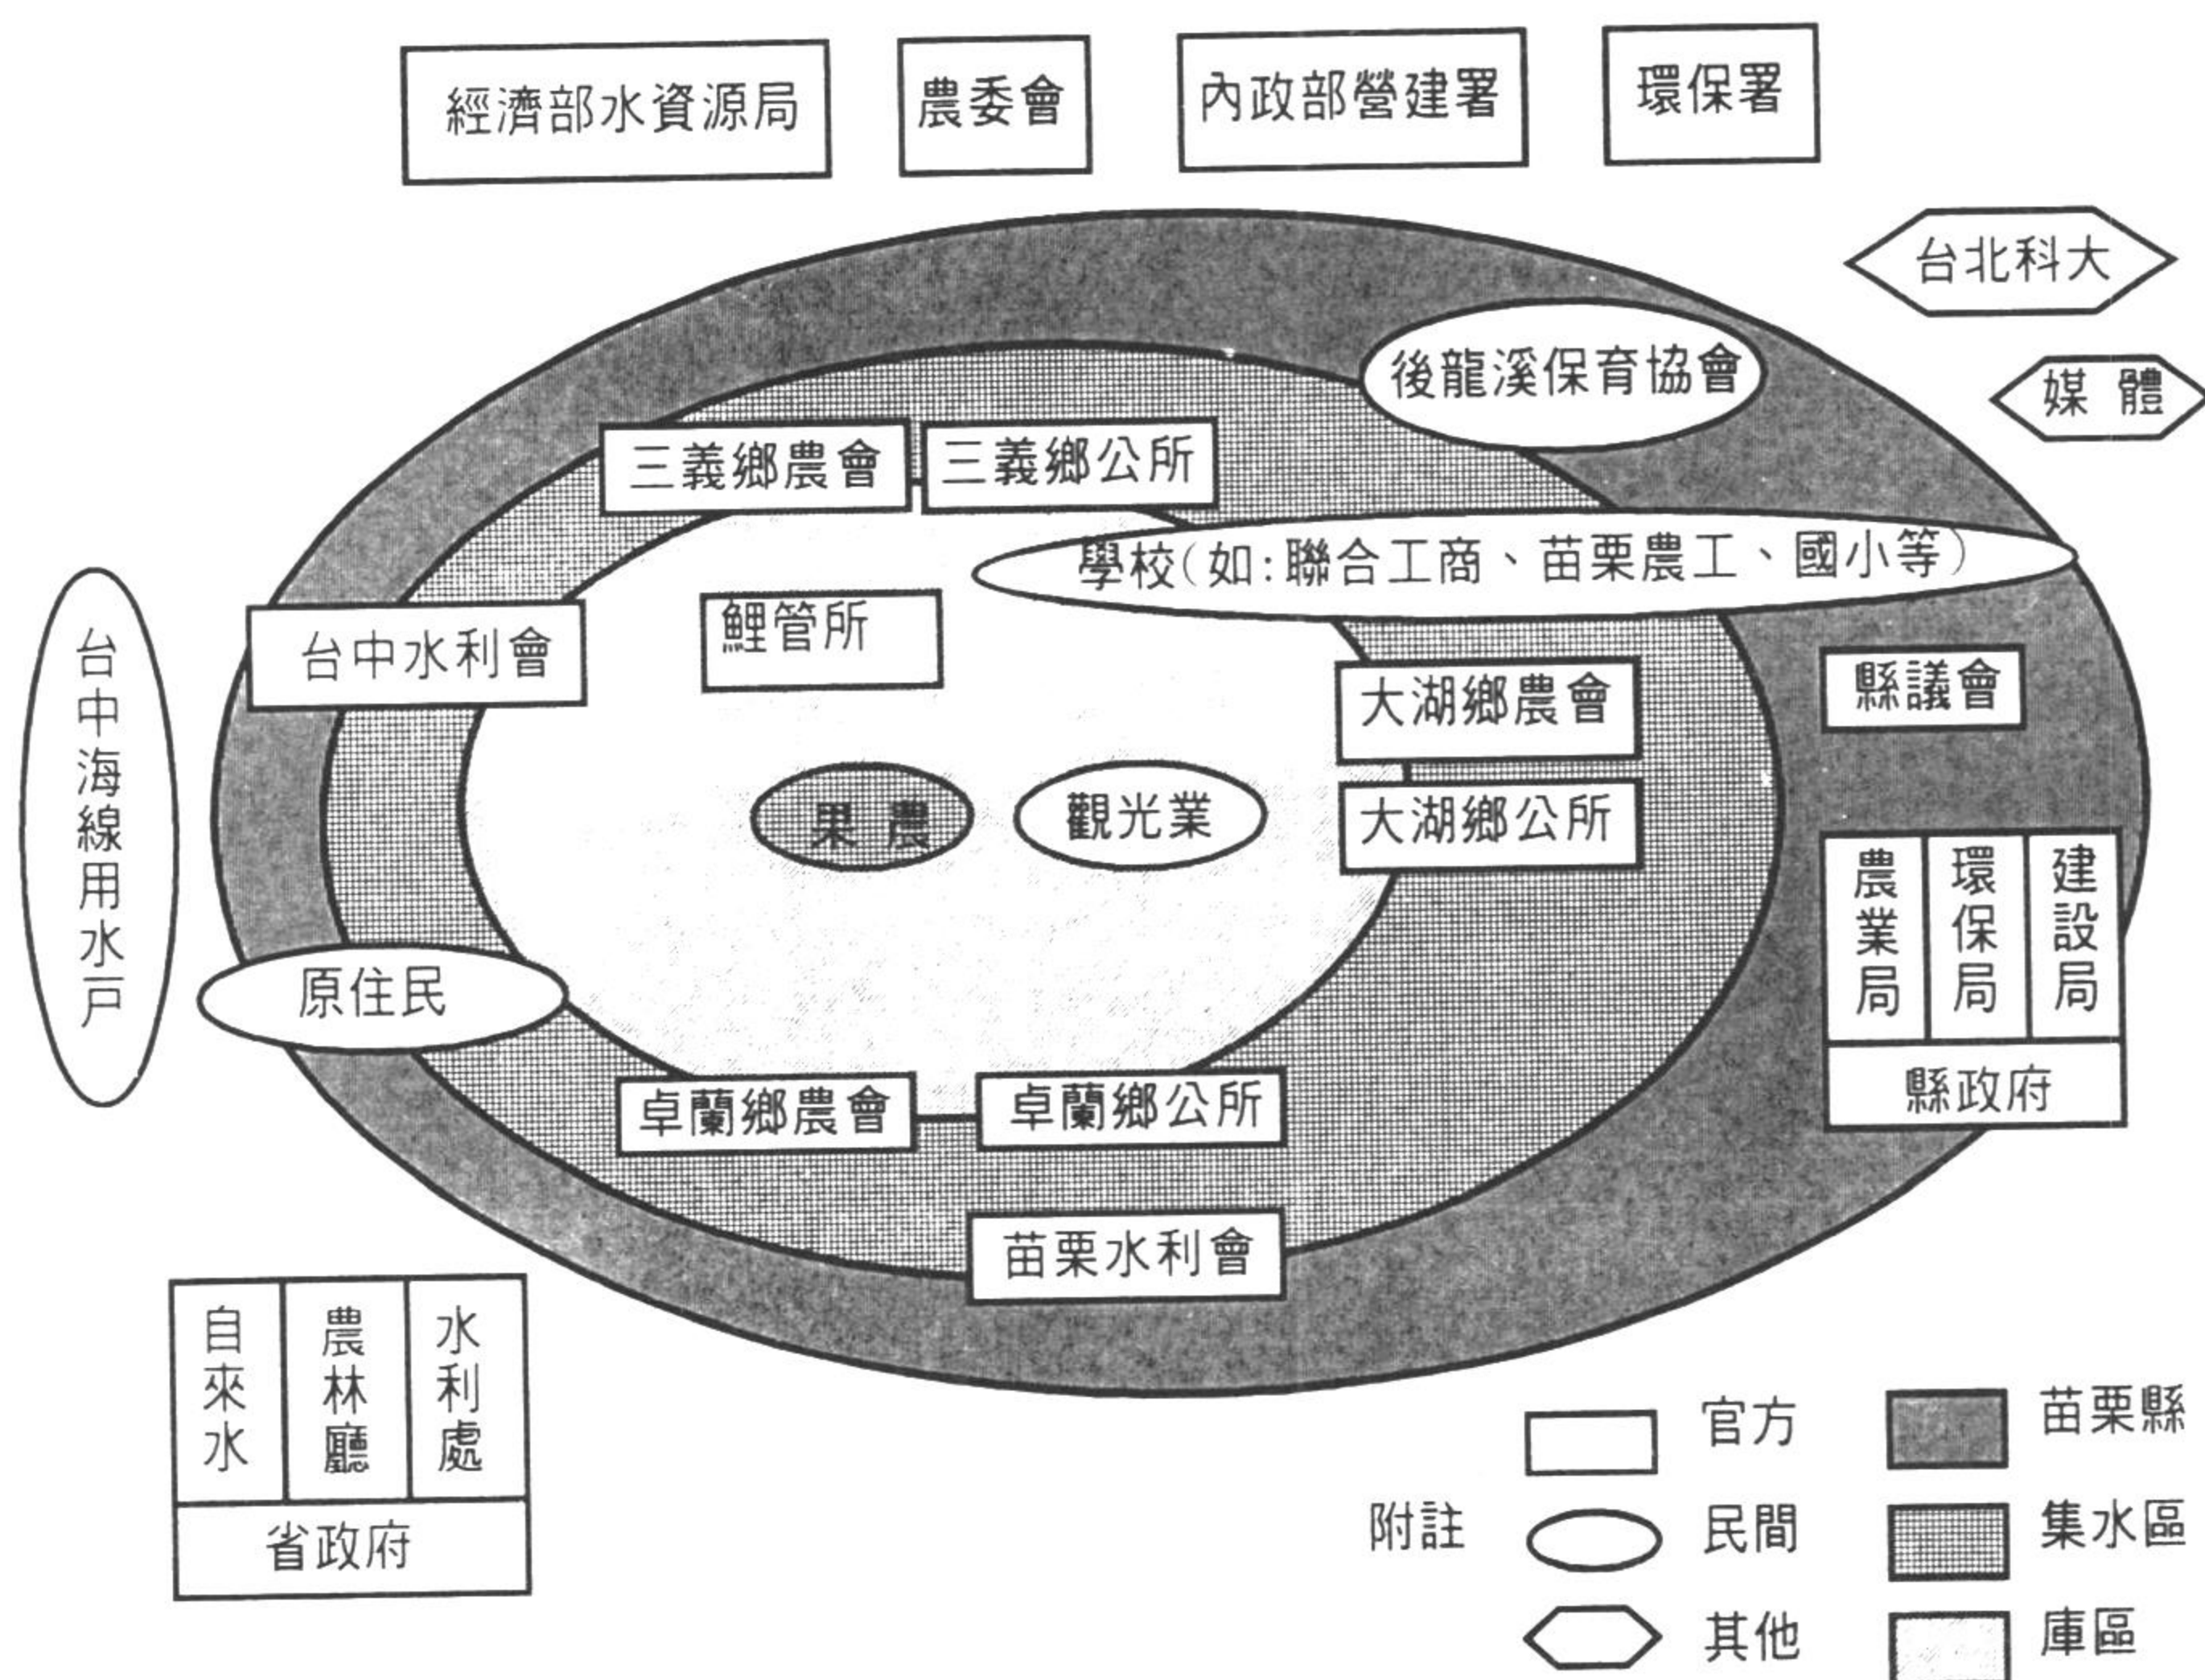 經濟部水資源局
農委會
內政部營建署
環保署
台北科大
媒 體
後龍溪保育協會
三義鄉農會
三義鄉公所
學校(如:聯合工商、苗栗農工、國小等)
台中水利會
鯉管所
大湖鄉農會
縣議會
台中海線用水戶
果 農
觀光業
大湖鄉公所
農業局
環保局
建設局
縣政府
原住民
卓蘭鄉農會
卓蘭鄉公所
苗栗水利會
自來水
農林廳
水利處
省政府
附註
官方
民間
其他
苗栗縣
集水區
庫區